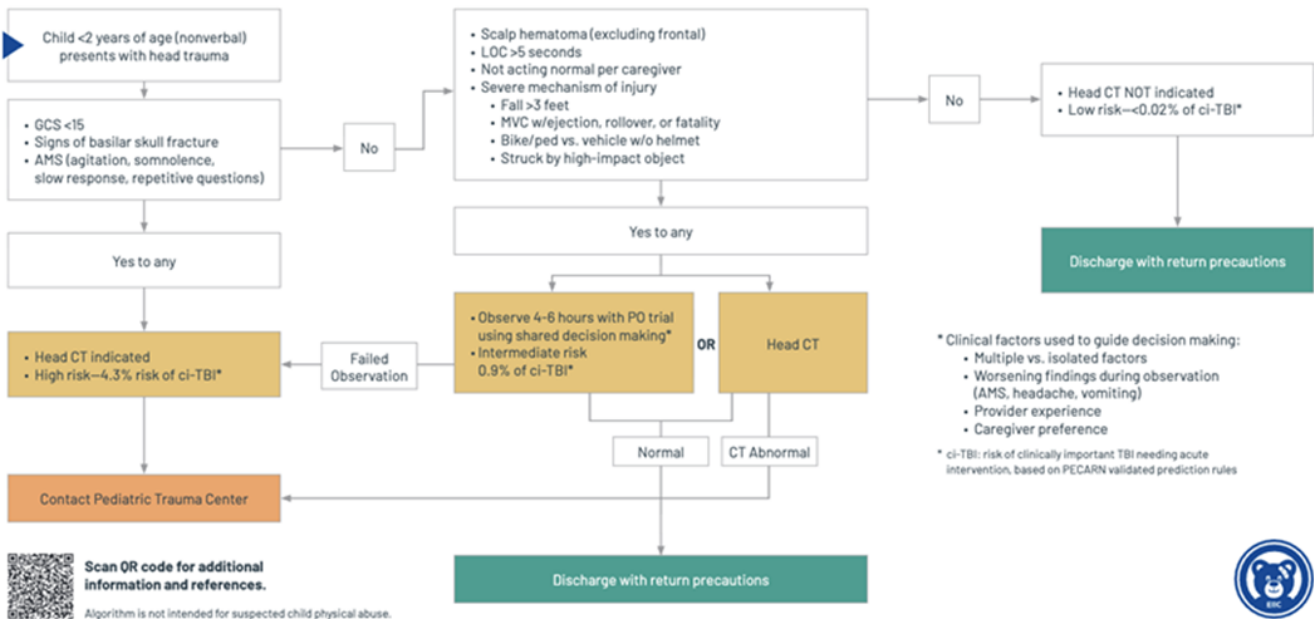 Child <2 years of age (nonverbal)
presents with head trauma
• GCS <15
• Signs of basilar skull fracture
• AMS (agitation, somnolence,
slow response, repetitive questions)
No
• Scalp hematoma (excluding frontal)
• LOC >5 seconds
• Not acting normal per caregiver
• Severe mechanism of injury
• Fall >3 feet
• MVC w/ejection, rollover, or fatality
• Bike/ped vs. vehicle w/o helmet
• Struck by high-impact object
No
• Head CT NOT indicated
• Low risk—<0.02% of ci-TBI*
Discharge with return precautions
Yes to any
Yes to any
• Head CT indicated
• High risk—4.3% risk of ci-TBI*
Failed
Observation
• Observe 4-6 hours with PO trial
using shared decision making*
• Intermediate risk
0.9% of ci-TBI*
OR
Head CT
Normal
CT Abnormal
Contact Pediatric Trauma Center
Discharge with return precautions
* Clinical factors used to guide decision making:
• Multiple vs. isolated factors
• Worsening findings during observation
(AMS, headache, vomiting)
• Provider experience
• Caregiver preference
* ci-TBI: risk of clinically important TBI needing acute
intervention, based on PECARN validated prediction rules
Scan QR code for additional
information and references.
Algorithm is not intended for suspected child physical abuse.
EIIC